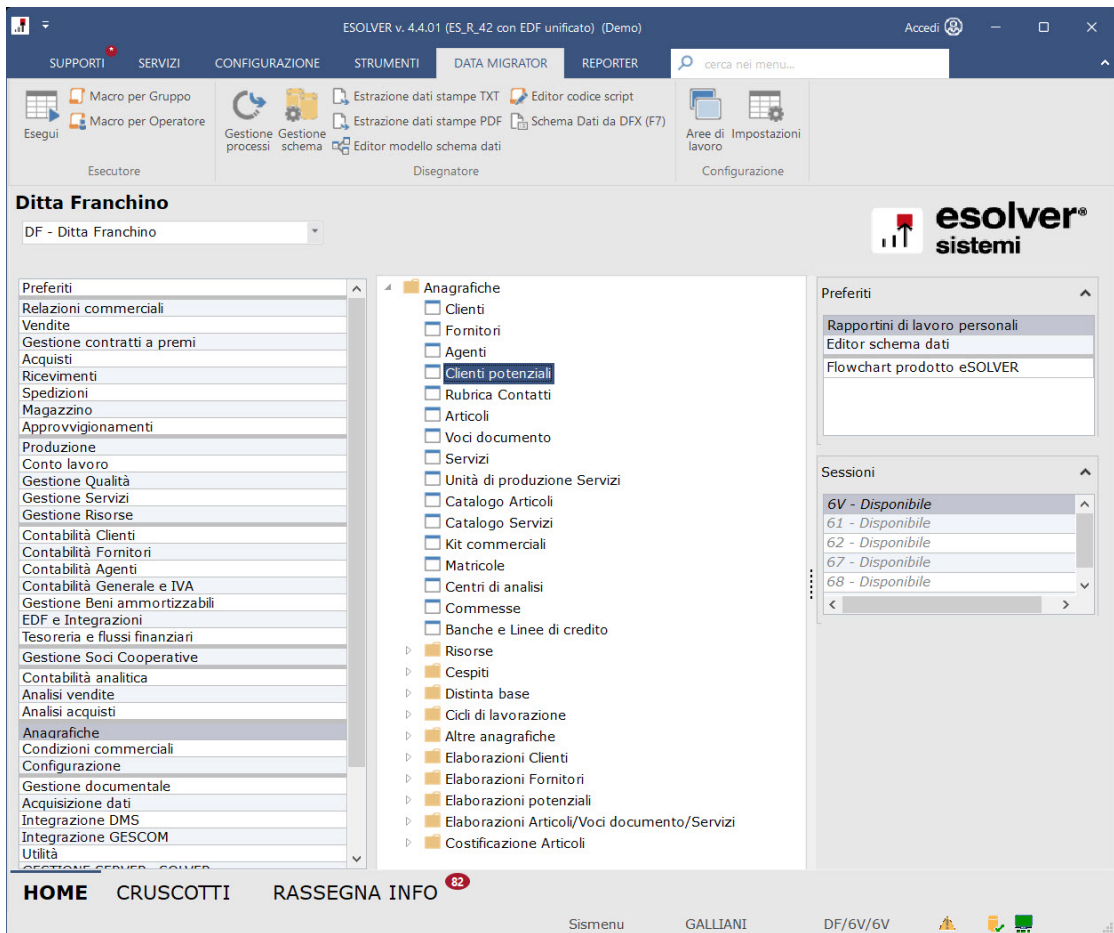 ESOLVER v. 4.4.01 (ES_R_42 con EDF unificato) (Demo)
Accedi
SUPPORTI SERVIZI CONFIGURAZIONE STRUMENTI DATA MIGRATOR REPORTER cerca nei menu...
Esegui
Macro per Gruppo
Macro per Operatore
Esecutore
Gestione processi
Gestione schema
Estrazione dati stampe TXT
Estrazione dati stampe PDF
Editor modello schema dati
Editor codice script
Schema Dati da DFX (F7)
Disegnatore
Aree di lavoro
Impostazioni
Configurazione
Ditta Franchino
DF - Ditta Franchino
esolver®
sistemi
Preferiti
Relazioni commerciali
Vendite
Gestione contratti a premi
Acquisti
Ricevimenti
Spedizioni
Magazzino
Approvvigionamenti
Produzione
Conto lavoro
Gestione Qualità
Gestione Servizi
Gestione Risorse
Contabilità Clienti
Contabilità Fornitori
Contabilità Agenti
Contabilità Generale e IVA
Gestione Beni ammortizzabili
EDF e Integrazioni
Tesoreria e flussi finanziari
Gestione Soci Cooperative
Contabilità analitica
Analisi vendite
Analisi acquisti
Anagrafiche
Condizioni commerciali
Configurazione
Gestione documentale
Acquisizione dati
Integrazione DMS
Integrazione GESCOM
Utilità
Anagrafiche
Clienti
Fornitori
Agenti
Clienti potenziali
Rubrica Contatti
Articoli
Voci documento
Servizi
Unità di produzione Servizi
Catalogo Articoli
Catalogo Servizi
Kit commerciali
Matricole
Centri di analisi
Commesse
Banche e Linee di credito
Risorse
Cespiti
Distinta base
Cicli di lavorazione
Altre anagrafiche
Elaborazioni Clienti
Elaborazioni Fornitori
Elaborazioni potenziali
Elaborazioni Articoli/Voci documento/Servizi
Costificazione Articoli
Preferiti
Rapportini di lavoro personali
Editor schema dati
Flowchart prodotto eSOLVER
Sessioni
6V - Disponibile
61 - Disponibile
62 - Disponibile
67 - Disponibile
68 - Disponibile
HOME CRUSCOTTI RASSEGNA INFO 82
Sismenu GALLIANI DF/6V/6V